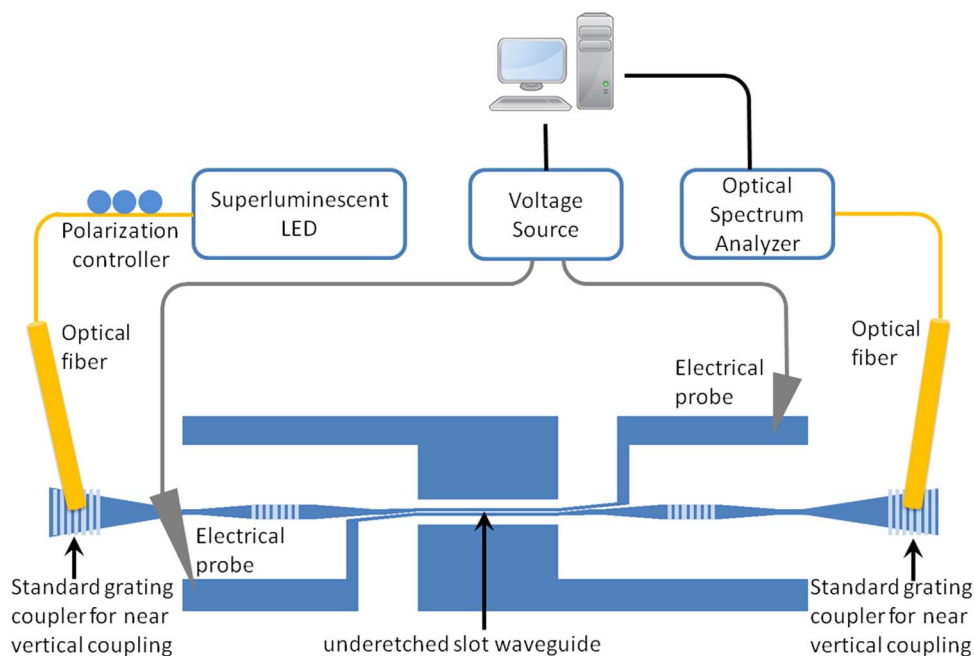 Superluminescent
LED
Voltage
Source
Optical
Spectrum
Analyzer
Polarization
controller
Optical
fiber
Optical
fiber
Electrical
probe
Electrical
probe
Standard grating
coupler for near
vertical coupling
underetched slot waveguide
Standard grating
coupler for near
vertical coupling